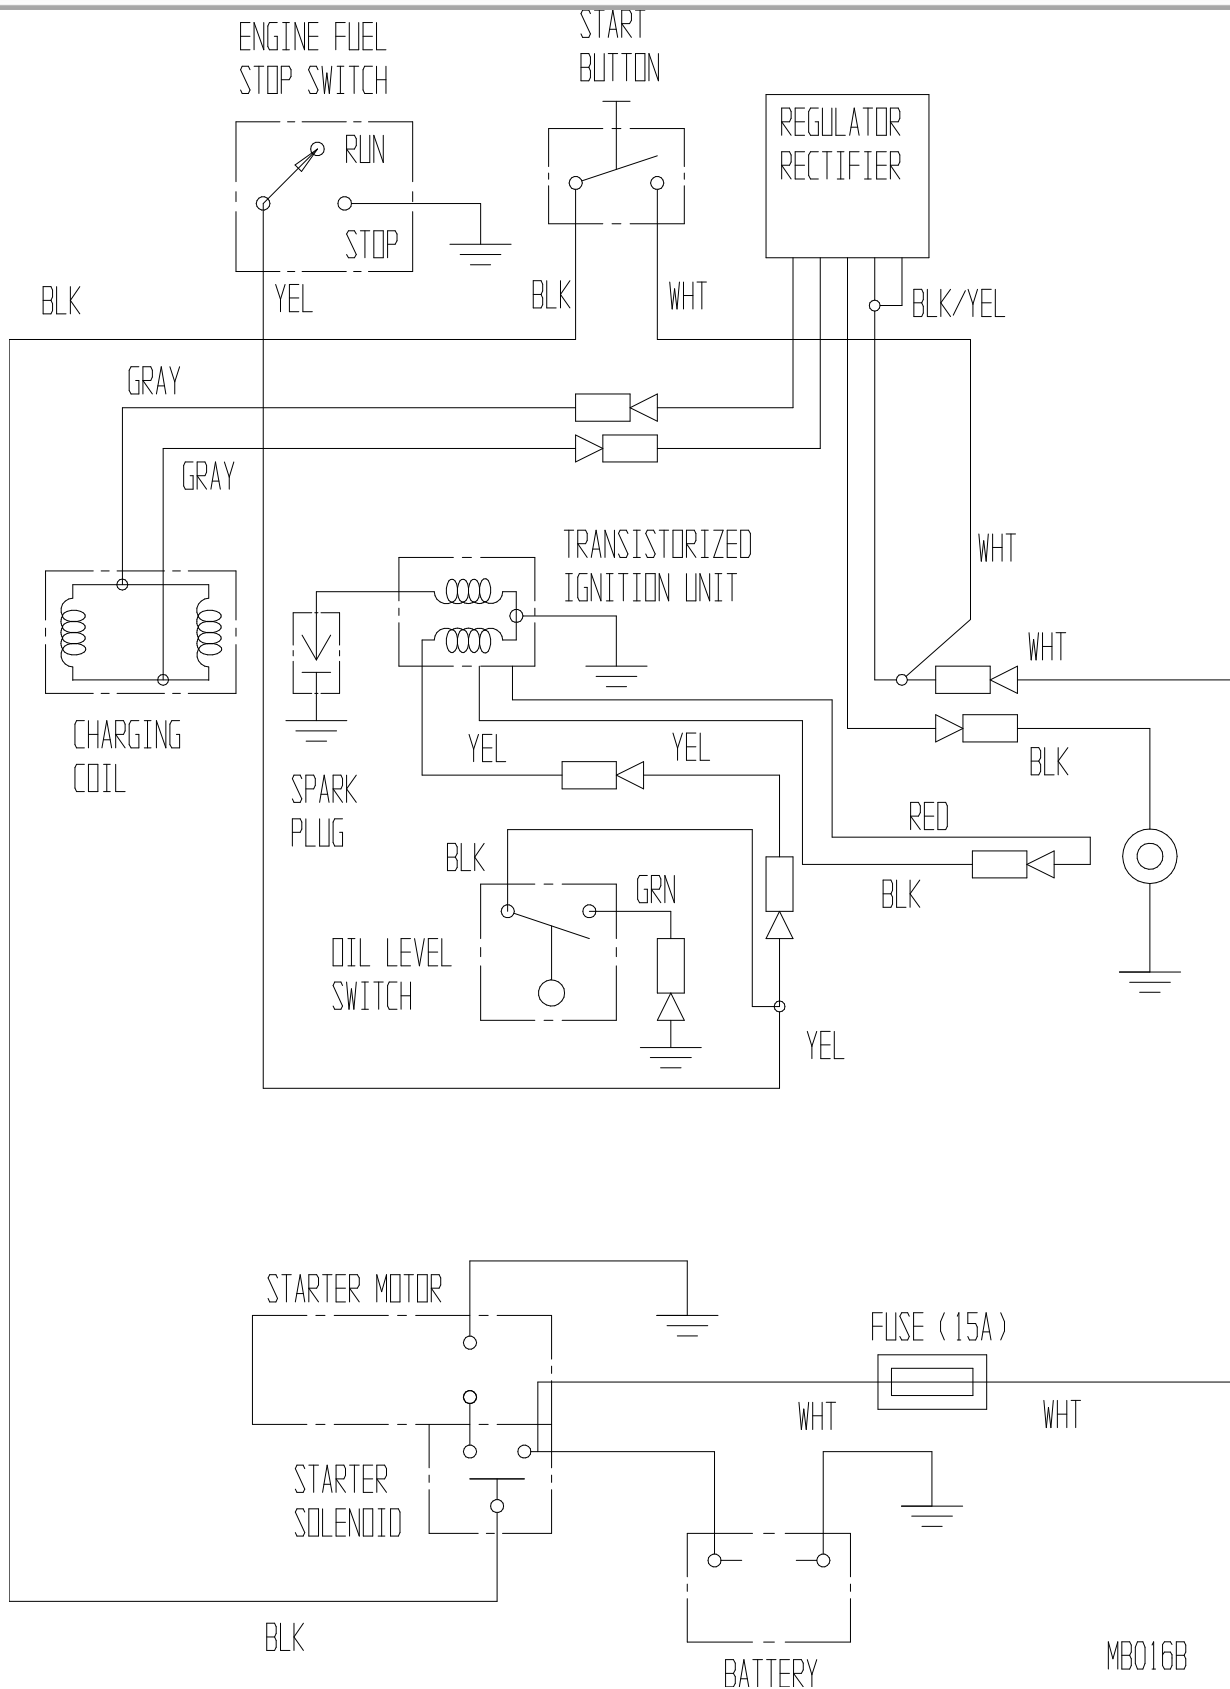 ENGINE FUEL
STOP SWITCH
START
BUTTON
REGULATOR
RECTIFIER
RUN
STOP
BLK
YEL
BLK
WHT
BLK/YEL
GRAY
GRAY
TRANSISTORIZED
IGNITION UNIT
WHT
WHT
CHARGING
COIL
SPARK
PLUG
YEL
YEL
BLK
RED
BLK
BLK
GRN
OIL LEVEL
SWITCH
YEL
STARTER MOTOR
FUSE (15A)
WHT
WHT
STARTER
SOLENOID
BLK
BATTERY
MB016B